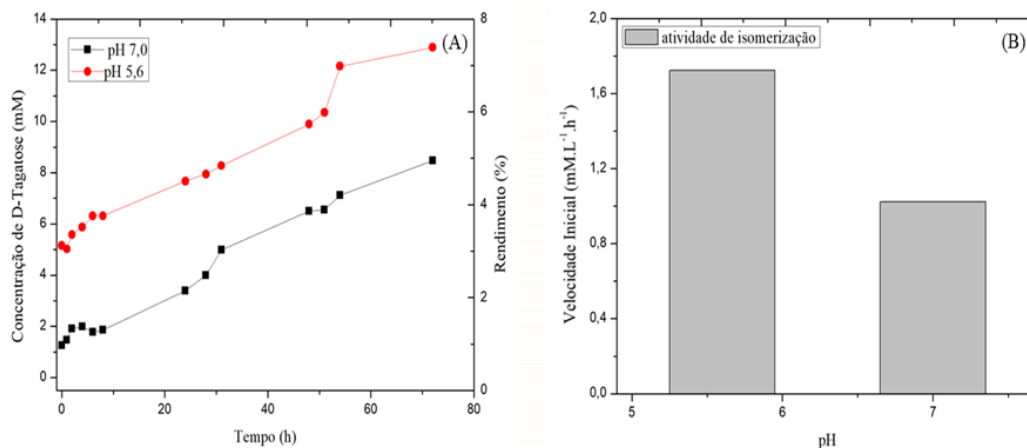 (A)
pH 7,0
pH 5,6
Concentração de D-Tagatose (mM)
14
12
10
8
6
4
2
0
0
20
40
60
80
Tempo (h)
8
6
4
2
0
Rendimento (%)
(B)
atividade de isomerização
Velocidade Inicial (mM.L⁻¹.h⁻¹)
2,0
1,6
1,2
0,8
0,4
0,0
5
6
7
pH